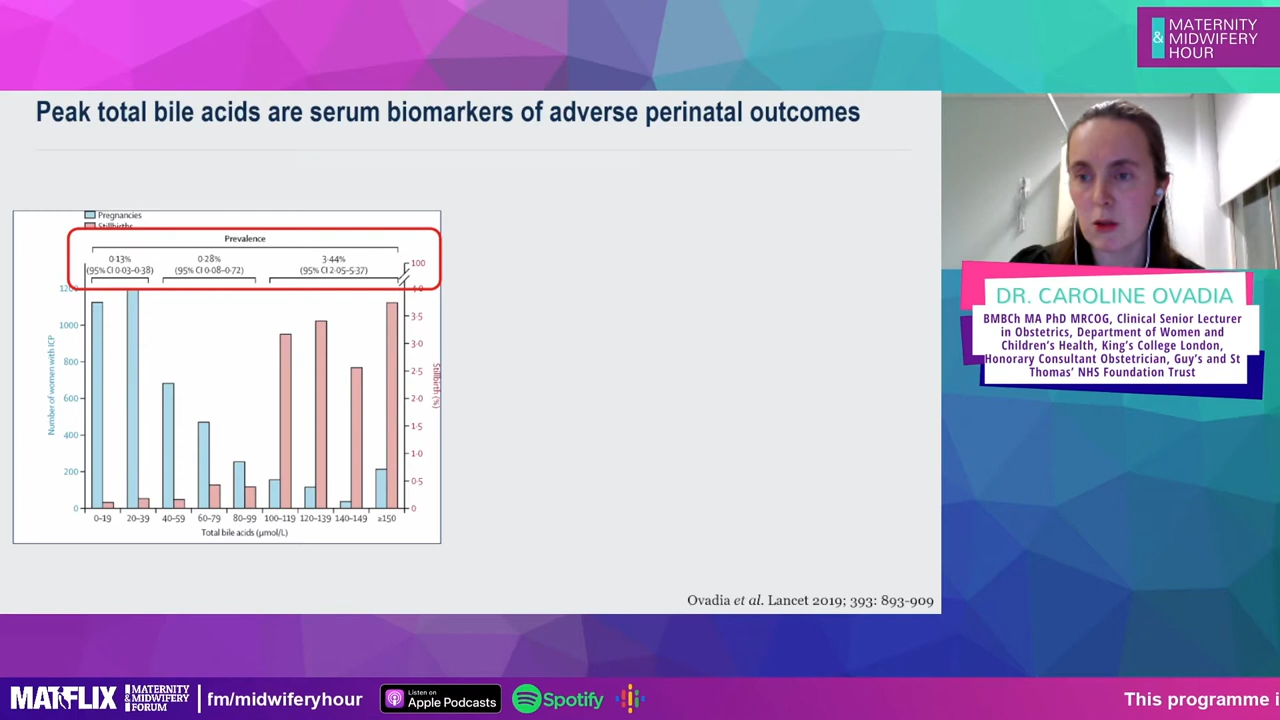 MATERNITY
& MIDWIFERY
HOUR
Peak total bile acids are serum biomarkers of adverse perinatal outcomes
Pregnancies
Stillbirths
Prevalence
0·13%
(95% CI 0·03–0·38)
0·28%
(95% CI 0·08–0·72)
3·44%
(95% CI 2·05–5·37)
Number of women with ICP
1200
1000
800
600
400
200
0
100
4·0
3·5
3·0
2·5
2·0
1·5
1·0
0·5
0
Stillbirth (%)
0–19 20–39 40–59 60–79 80–99 100–119 120–139 140–149 ≥150
Total bile acids (μmol/L)
Ovadia et al. Lancet 2019; 393: 893-909
DR. CAROLINE OVADIA
BMBCh MA PhD MRCOG, Clinical Senior Lecturer
in Obstetrics, Department of Women and
Children's Health, King's College London,
Honorary Consultant Obstetrician, Guy's and St
Thomas' NHS Foundation Trust
MATFLIX
MATERNITY
& MIDWIFERY
FORUM
fm/midwiferyhour
Listen on
Apple Podcasts
Spotify
This programme i